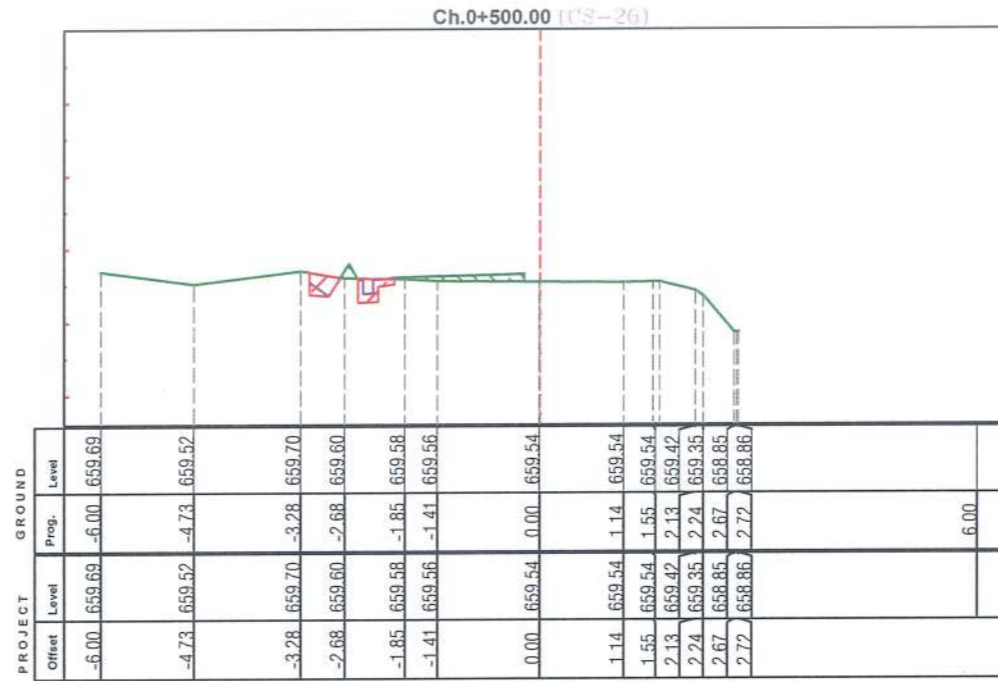 Ch.0+500.00 (CS-26)
GROUND
Level 659.69 659.52 659.70 659.60 659.58 659.56 659.54 659.54 659.54 659.42 659.35 658.85 658.86
Prog. -6.00 -4.73 -3.28 -2.68 -1.85 -1.41 0.00 1.14 1.55 2.13 2.24 2.67 2.72 6.00
PROJECT
Level 659.69 659.52 659.70 659.60 659.58 659.56 659.54 659.54 659.54 659.42 659.35 658.85 658.86
Offset -6.00 -4.73 -3.28 -2.68 -1.85 -1.41 0.00 1.14 1.55 2.13 2.24 2.67 2.72